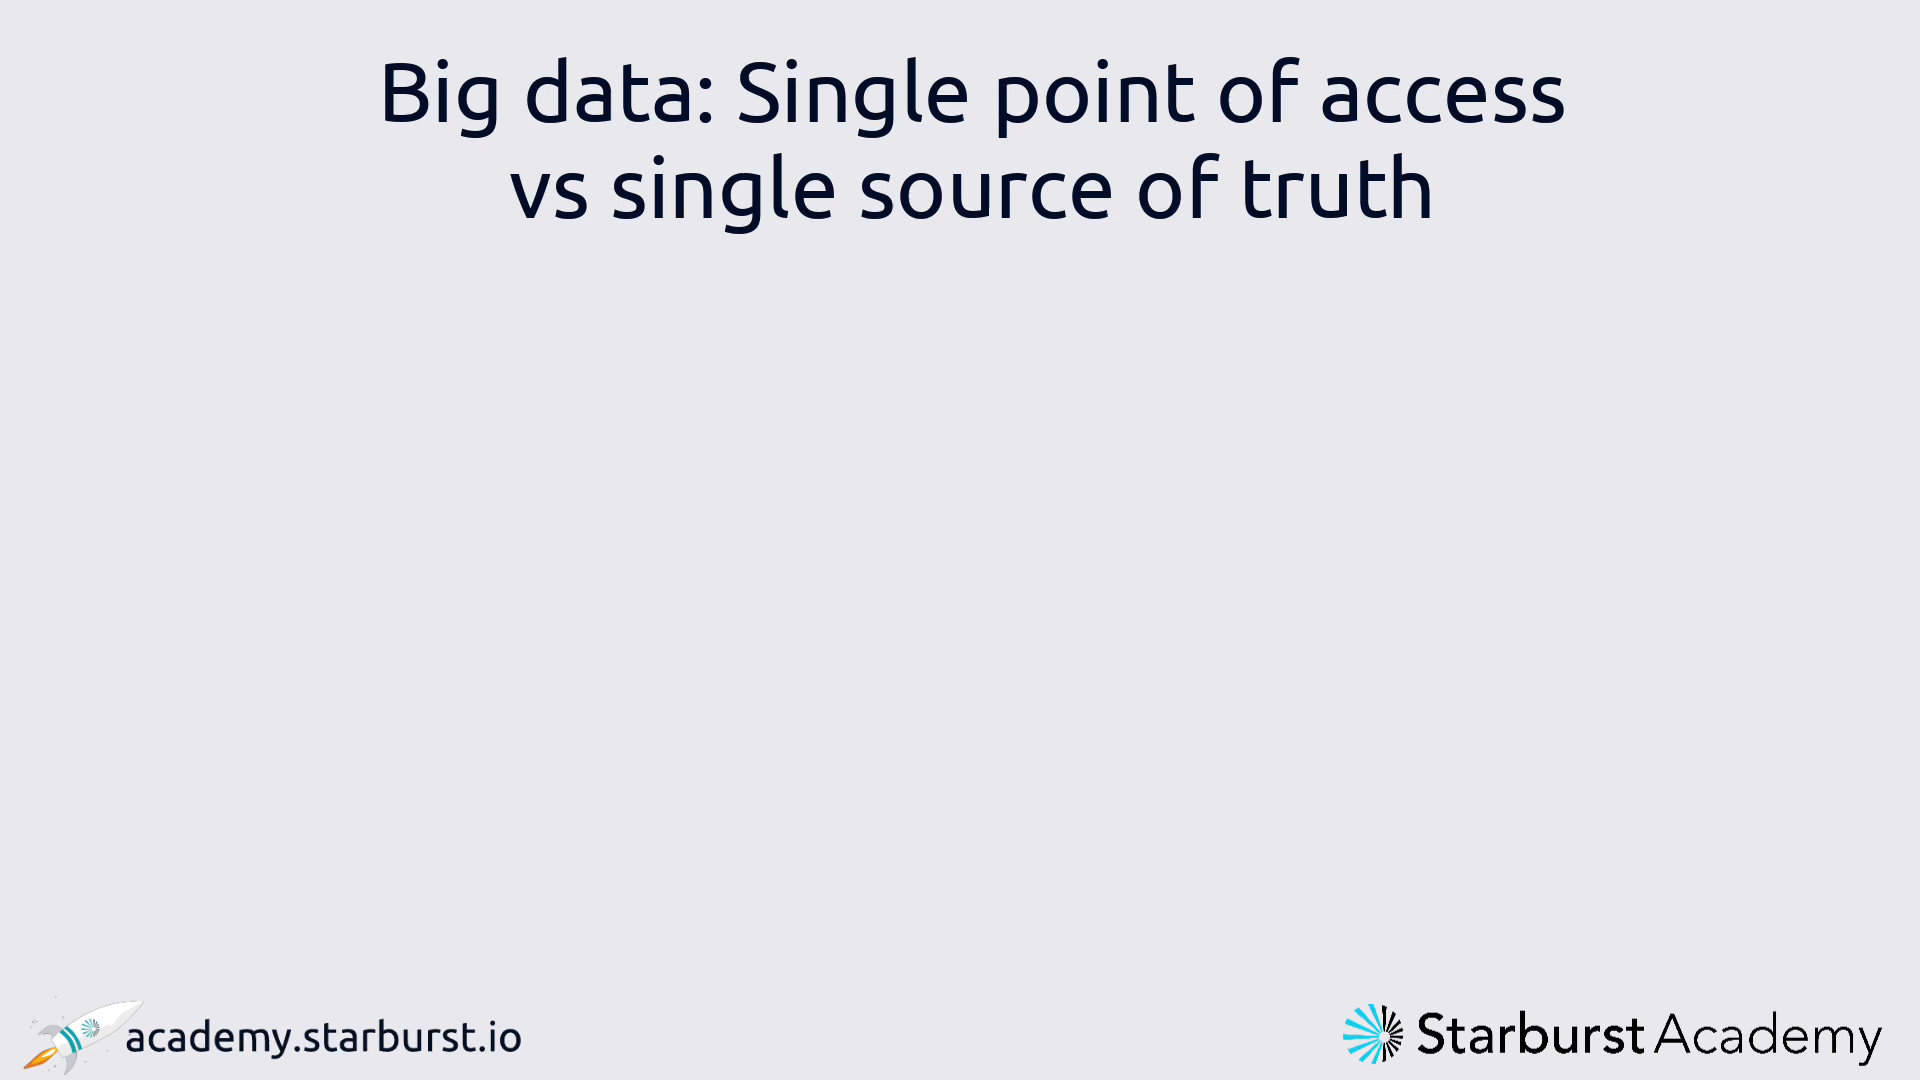 Big data: Single point of access
vs single source of truth
academy.starburst.io
Starburst Academy